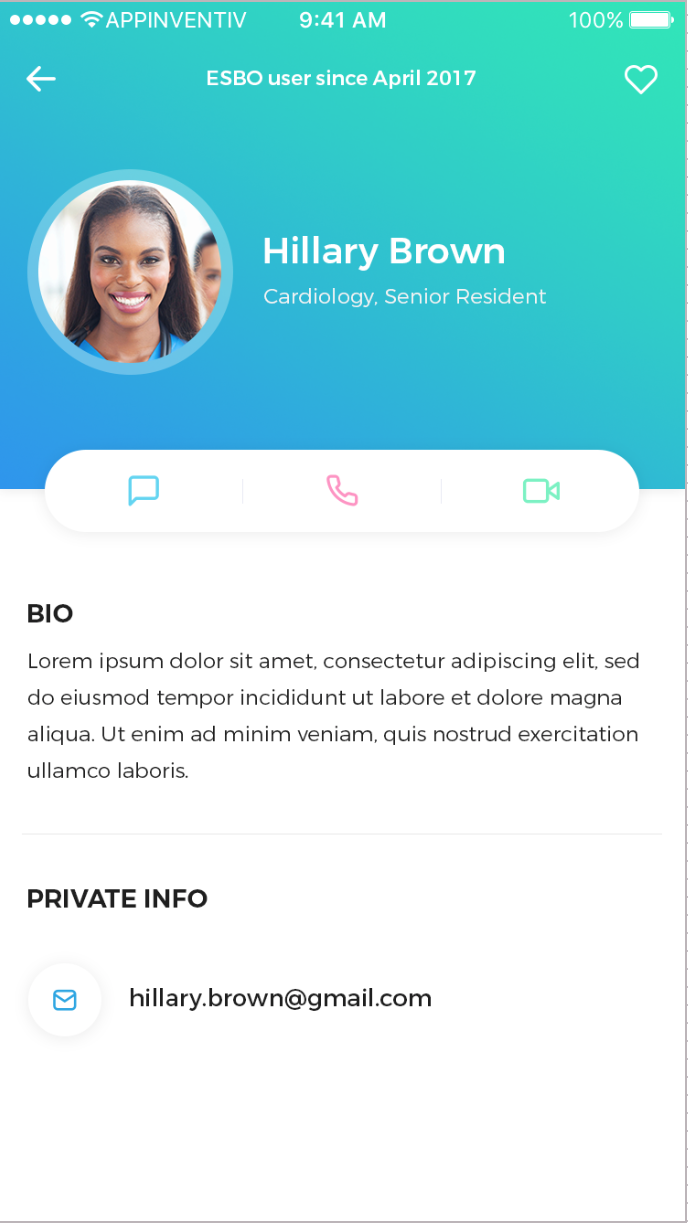 APPINVENTIV 9:41 AM 100%
ESBO user since April 2017
Hillary Brown
Cardiology, Senior Resident
BIO
Lorem ipsum dolor sit amet, consectetur adipiscing elit, sed
do eiusmod tempor incididunt ut labore et dolore magna
aliqua. Ut enim ad minim veniam, quis nostrud exercitation
ullamco laboris.
PRIVATE INFO
hillary.brown@gmail.com